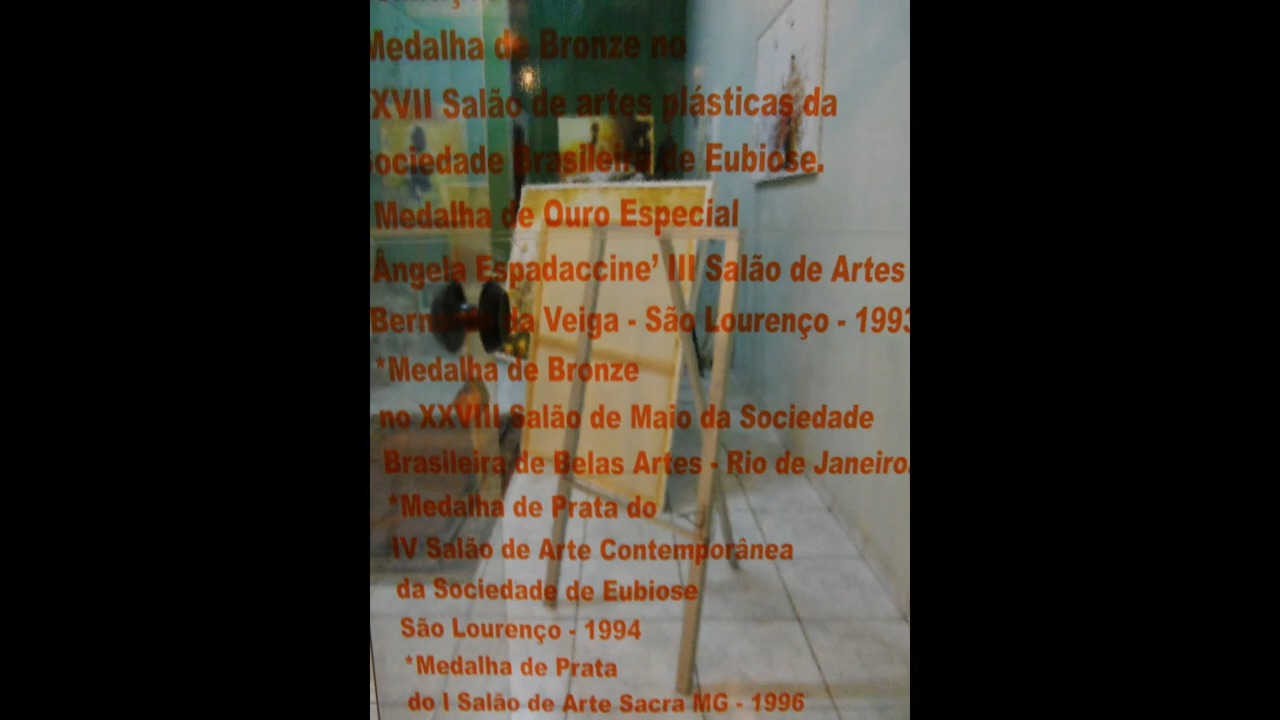 Medalha de Bronze no
XVII Salão de artes plásticas da
Sociedade Brasileira de Eubiose.
Medalha de Ouro Especial
Ângela Espadaccine’ III Salão de Artes
da Veiga - São Lourenço - 1993
*Medalha de Bronze
no XXVIII Salão de Maio da Sociedade
Brasileira de Belas Artes - Rio de Janeiro.
*Medalha de Prata do
IV Salão de Arte Contemporânea
da Sociedade de Eubiose
São Lourenço - 1994
*Medalha de Prata
do I Salão de Arte Sacra MG - 1996